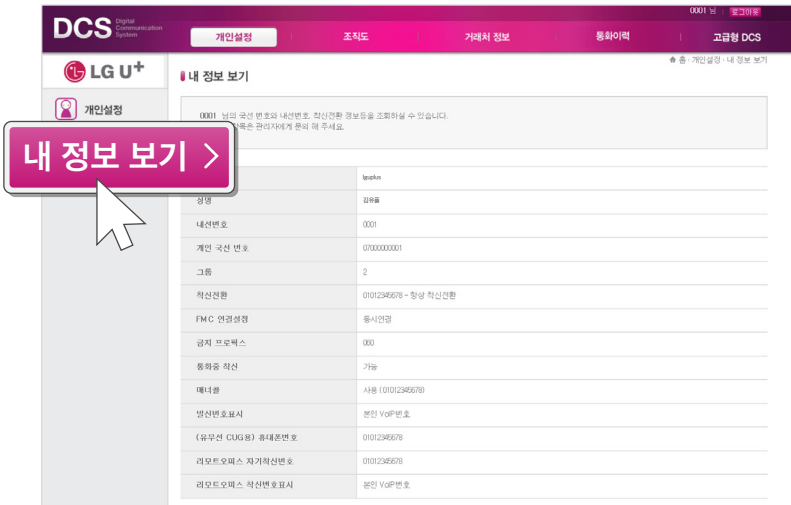 0001 님 | 로그아웃
DCS Digital Communication System
개인설정 조직도 거래처 정보 통화이력 고급형 DCS
LG U+
홈 · 개인설정 · 내 정보 보기
내 정보 보기
개인설정
0001 님의 국선 번호와 내선번호, 착신전환 정보등을 조회하실 수 있습니다.
목은 관리자에게 문의 해 주세요.
내 정보 보기 >
lguplus
성명 김유플
내선번호 0001
개인 국선 번호 07000000001
그룹 2
착신전환 01012345678 - 항상 착신전환
FMC 연결설정 동시연결
금지 프로픽스 060
통화중 착신 가능
매너콜 사용 (01012345678)
발신번호표시 본인 VoIP번호
(유무선 CUG용) 휴대폰번호 01012345678
리모트오피스 자기착신번호 01012345678
리모트오피스 착신번호표시 본인 VoIP번호